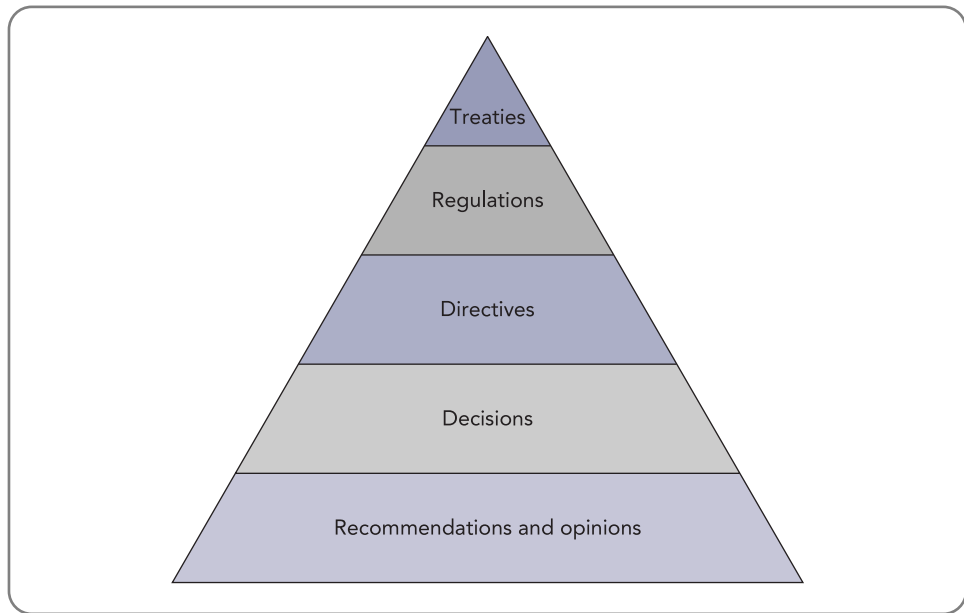 Treaties
Regulations
Directives
Decisions
Recommendations and opinions